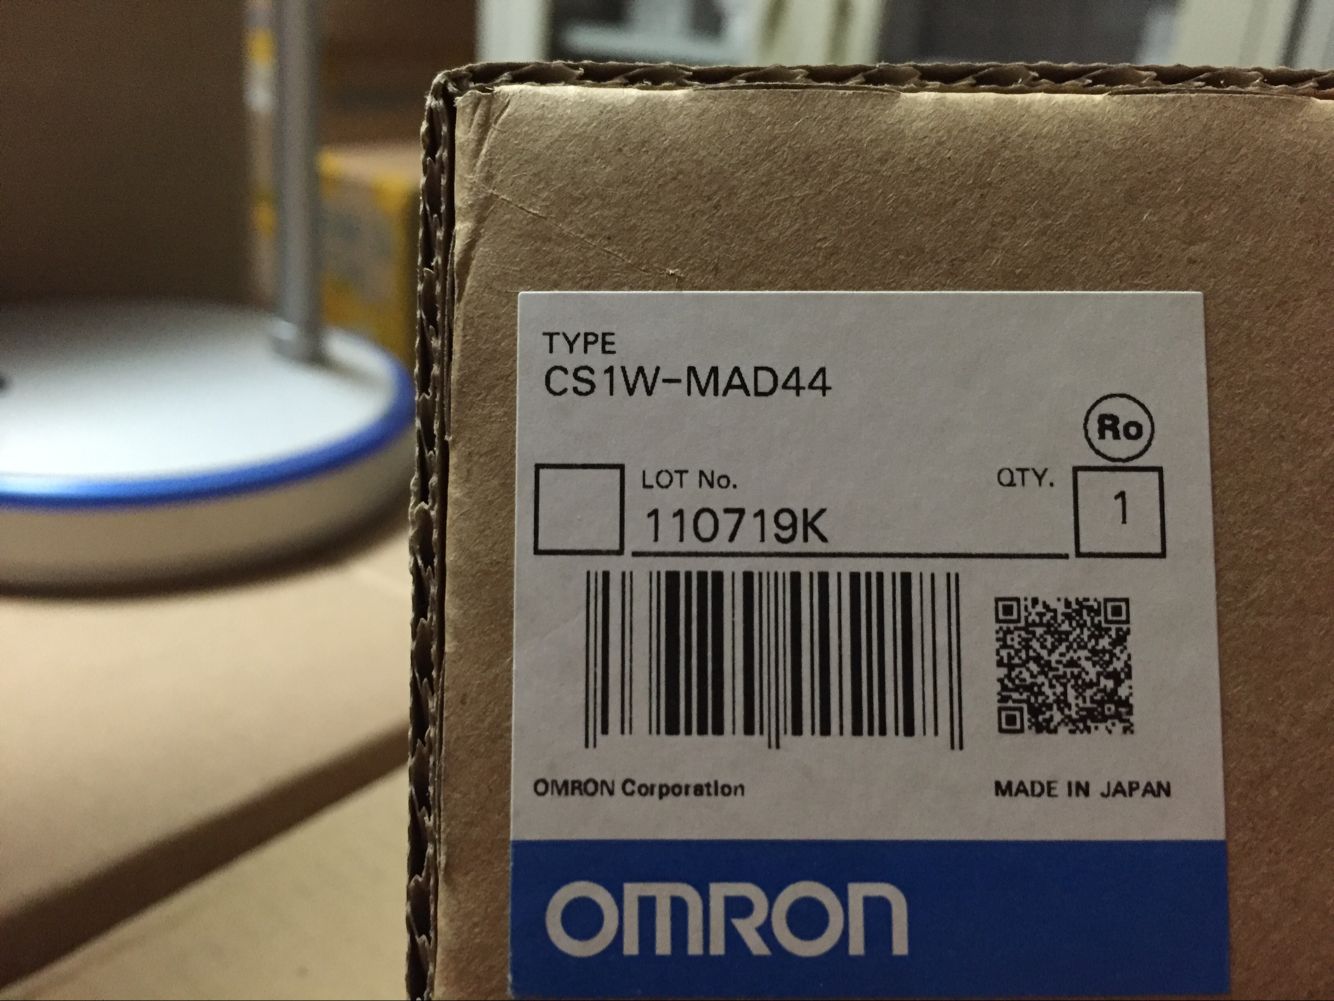 TYPE
CS1W-MAD44
Ro
LOT No.
QTY.
110719K
1
OMRON Corporation
MADE IN JAPAN
OMRON